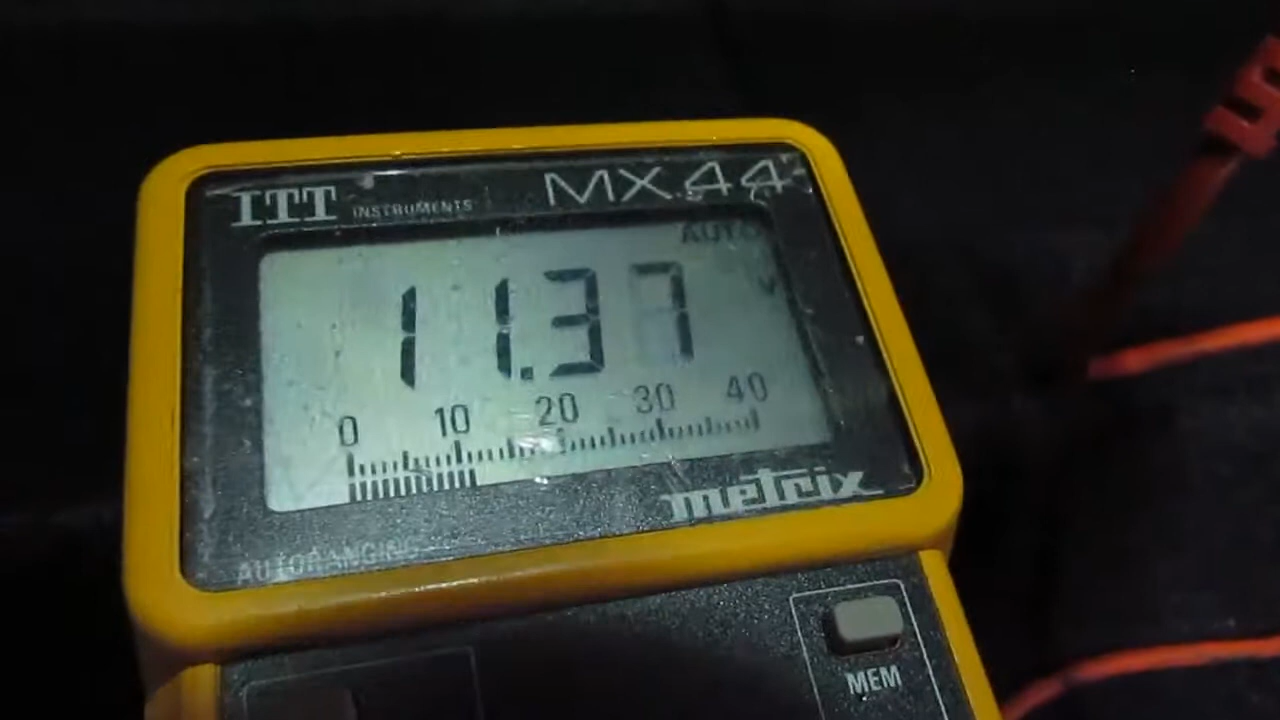 ITT INSTRUMENTS MX 44
AUTO
11.37 V
0 10 20 30 40
metrix
AUTORANGING
MEM